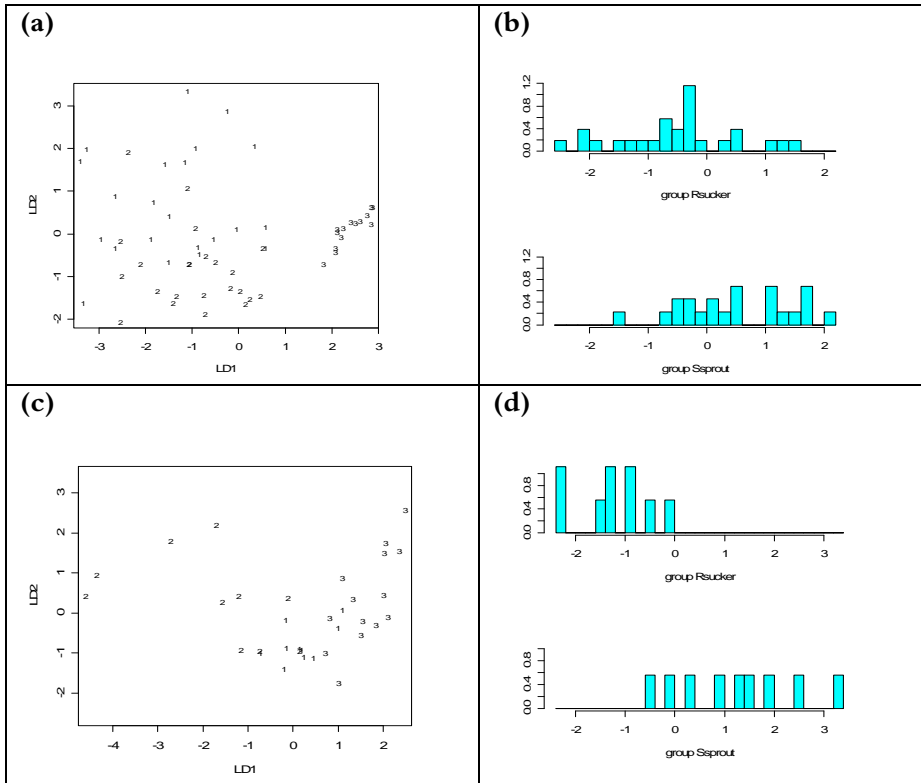 (a)
LD2
3
2
1
0
-1
-2
-3 -2 -1 0 1 2 3
LD1
(b)
0.0 0.4 0.8 1.2
-2 -1 0 1 2
group Rsucker
0.0 0.4 0.8 1.2
-2 -1 0 1 2
group Ssprout
(c)
LD2
3
2
1
0
-1
-2
-4 -3 -2 -1 0 1 2
LD1
(d)
0.0 0.4 0.8
-2 -1 0 1 2 3
group Rsucker
0.0 0.4 0.8
-2 -1 0 1 2 3
group Ssprout